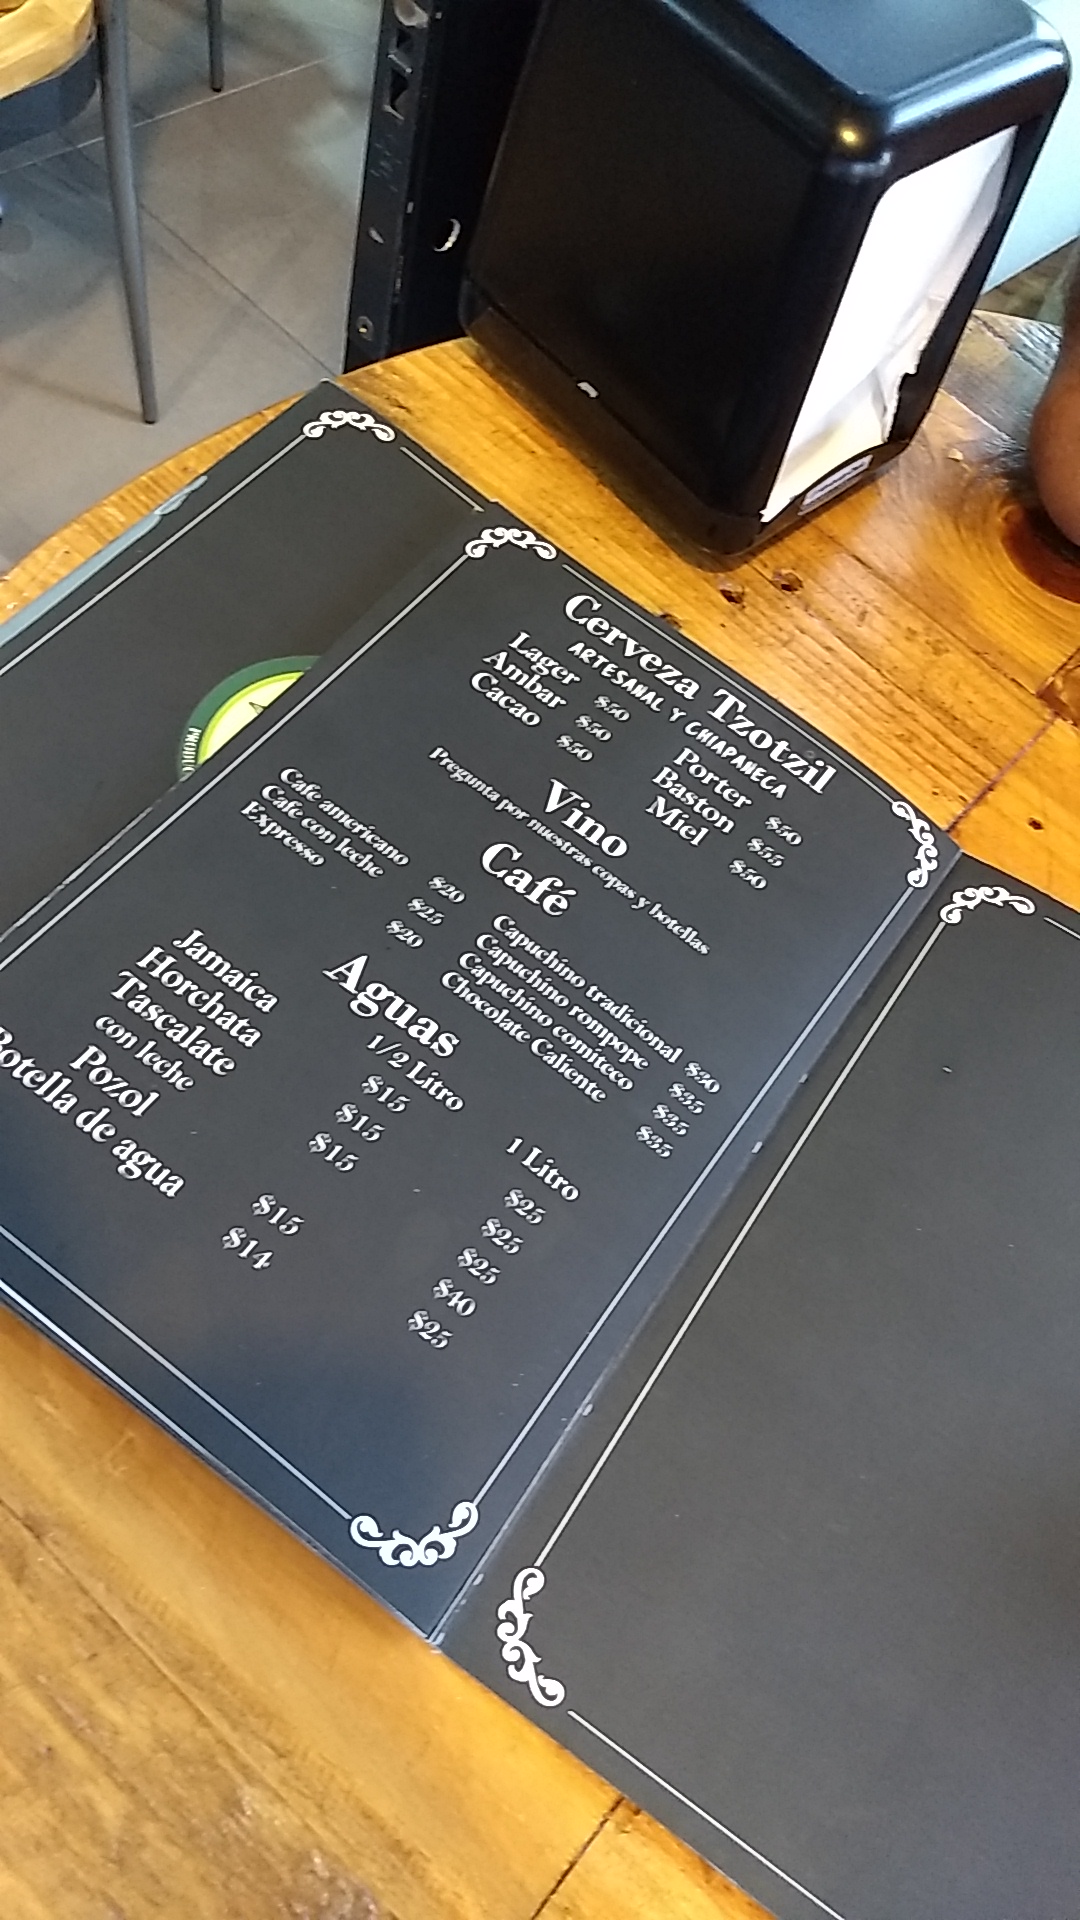 Cerveza Tzotzil
ARTESANAL Y CHIAPANECA
Lager $50
Ambar $50
Cacao $50
Porter $50
Baston $55
Miel $50
Vino
Pregunta por nuestras copas y botellas
Café
Café americano $20
Café con leche $25
Expresso $20
Capuchino tradicional $30
Capuchino rompope $35
Capuchino comiteco $35
Chocolate Caliente $35
Aguas
1/2 Litro 1 Litro
Jamaica $15 $25
Horchata $15 $25
Tascalate $15 $25
con leche $40
Pozol $15 $25
Botella de agua $14